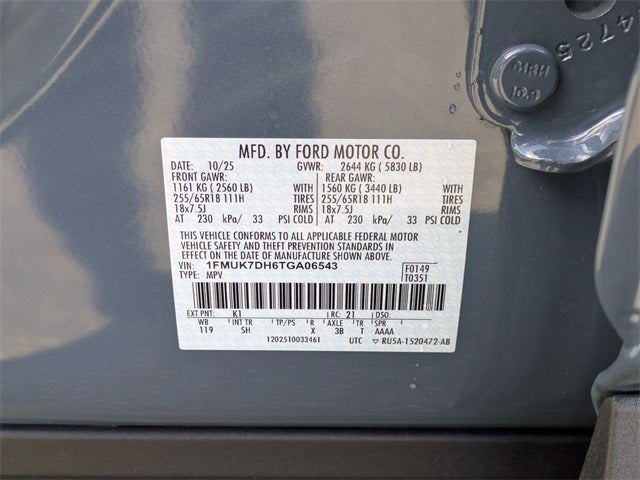 4725
MFD. BY FORD MOTOR CO.
DATE: 10/25 GVWR: 2644 KG ( 5830 LB)
FRONT GAWR: REAR GAWR:
1161 KG ( 2560 LB) WITH 1560 KG ( 3440 LB) WITH
255/65R18 111H TIRES 255/65R18 111H TIRES
18x7.5J RIMS 18x7.5J RIMS
AT 230 kPa/ 33 PSI COLD AT 230 kPa/ 33 PSI COLD
THIS VEHICLE CONFORMS TO ALL APPLICABLE FEDERAL MOTOR
VEHICLE SAFETY AND THEFT PREVENTION STANDARDS IN
EFFECT ON THE DATE OF MANUFACTURE SHOWN ABOVE.
VIN: 1FMUK7DH6TGA06543 F0149
TYPE: MPV T0351
EXT PNT: K1 RC: 21 DSO:
WB INT TR TP/PS R AXLE TR SPR
119 SH X 3B T AAAA
1202510033461 UTC ▽ RU5A-1520472-AB